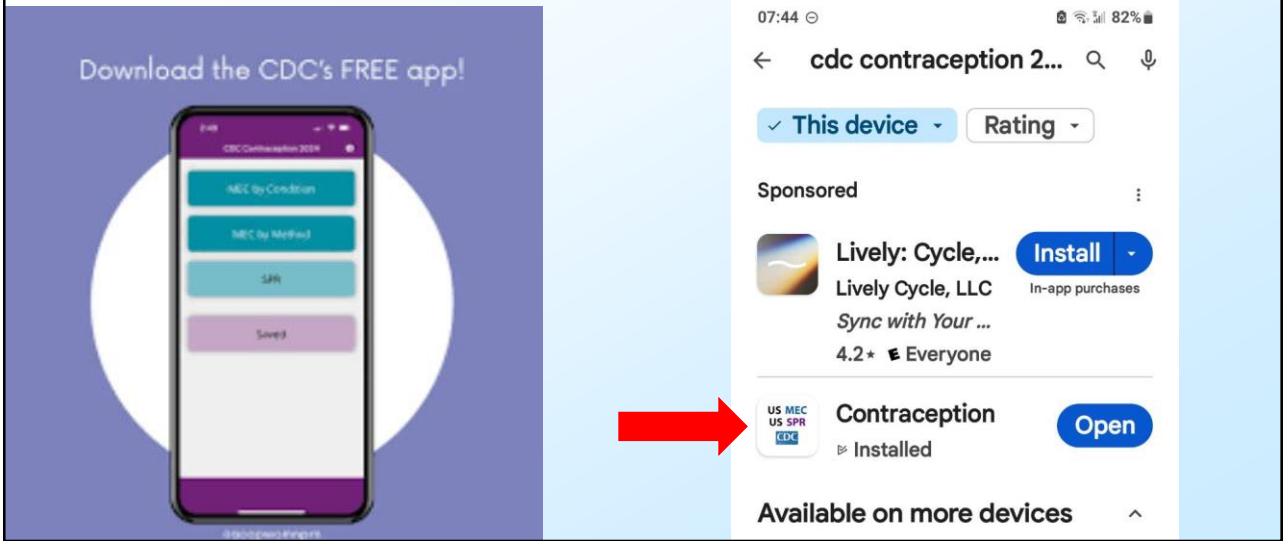 Download the CDC's FREE app!
2:49
CDC Contraception 2024
MEC by Condition
MEC by Method
SPR
Saved
07:44
82%
cdc contraception 2...
This device
Rating
Sponsored
Lively: Cycle,...
Install
Lively Cycle, LLC
In-app purchases
Sync with Your ...
4.2★ E Everyone
US MEC
US SPR
CDC
Contraception
Open
Installed
Available on more devices